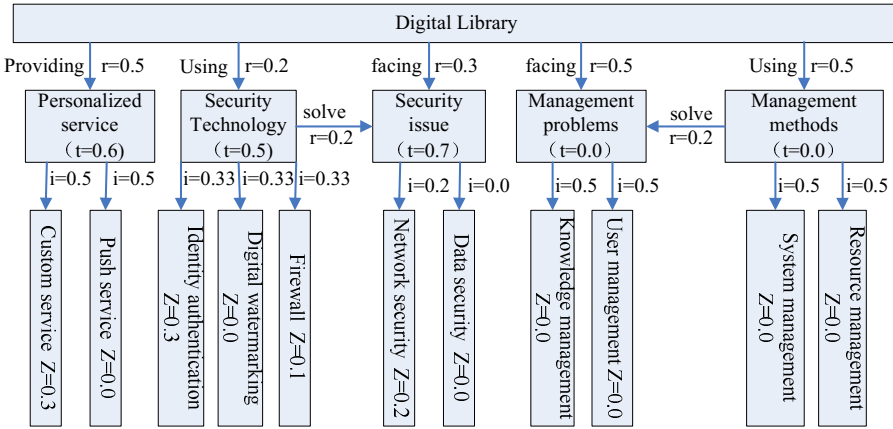 Digital Library
Providing r=0.5
Using r=0.2
facing r=0.3
facing r=0.5
Using r=0.5
Personalized
service
（t=0.6)
Security
Technology
（t=0.5)
solve
r=0.2
Security
issue
（t=0.7）
Management
problems
（t=0.0)
solve
r=0.2
Management
methods
（t=0.0)
i=0.5
i=0.5
i=0.33
i=0.33
i=0.33
i=0.2
i=0.0
i=0.5
i=0.5
i=0.5
i=0.5
Custom service Z=0.3
Push service Z=0.0
Identity authentication
Z=0.3
Digital watermarking
Z=0.0
Firewall Z=0.1
Network security Z=0.2
Data security Z=0.0
Knowledge management
Z=0.0
User management Z=0.0
System management
Z=0.0
Resource management
Z=0.0